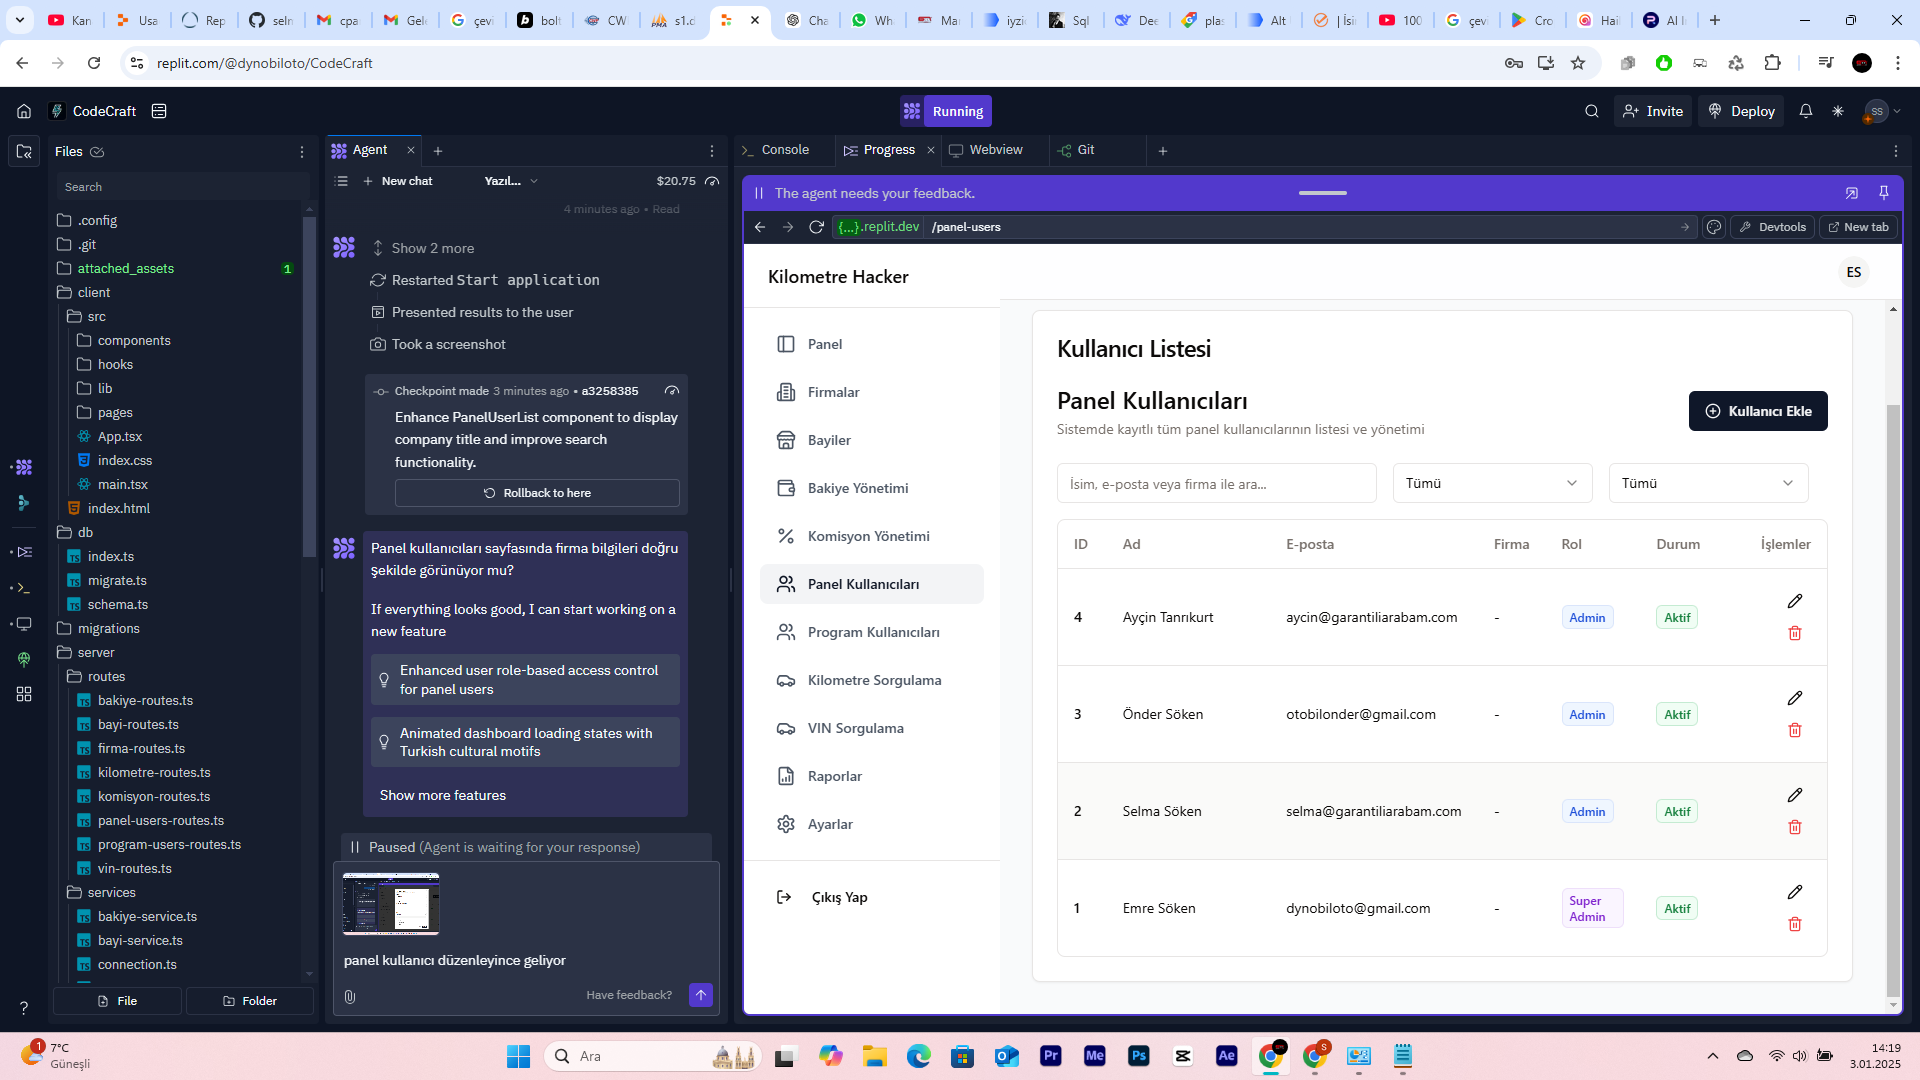 Kan
Usa
Rep
seln
cpa
Gele
çevi
bolt
CW
s1.d
Cha
Wh
Mar
iyzic
Sql
Dee
plas
Alt
| İsi
100
çevi
Cro
Hail
AI I
replit.com/@dynobiloto/CodeCraft
CodeCraft
Running
Invite
Deploy
SS
Files
Search
.config
.git
attached_assets 1
client
src
components
hooks
lib
pages
App.tsx
index.css
main.tsx
index.html
db
index.ts
migrate.ts
schema.ts
migrations
server
routes
bakiye-routes.ts
bayi-routes.ts
firma-routes.ts
kilometre-routes.ts
komisyon-routes.ts
panel-users-routes.ts
program-users-routes.ts
vin-routes.ts
services
bakiye-service.ts
bayi-service.ts
connection.ts
File
Folder
Agent
New chat
Yazıl...
$20.75
4 minutes ago • Read
Show 2 more
Restarted Start application
Presented results to the user
Took a screenshot
Checkpoint made 3 minutes ago • a3258385
Enhance PanelUserList component to display
company title and improve search
functionality.
Rollback to here
Panel kullanıcıları sayfasında firma bilgileri doğru
şekilde görünüyor mu?
If everything looks good, I can start working on a
new feature
Enhanced user role-based access control
for panel users
Animated dashboard loading states with
Turkish cultural motifs
Show more features
Paused (Agent is waiting for your response)
panel kullanıcı düzenleyince geliyor
Have feedback?
Console
Progress
Webview
Git
The agent needs your feedback.
{...}.replit.dev /panel-users
Devtools
New tab
Kilometre Hacker
ES
Panel
Firmalar
Bayiler
Bakiye Yönetimi
Komisyon Yönetimi
Panel Kullanıcıları
Program Kullanıcıları
Kilometre Sorgulama
VIN Sorgulama
Raporlar
Ayarlar
Çıkış Yap
Kullanıcı Listesi
Panel Kullanıcıları
Sistemde kayıtlı tüm panel kullanıcılarının listesi ve yönetimi
Kullanıcı Ekle
İsim, e-posta veya firma ile ara...
Tümü
Tümü
ID Ad E-posta Firma Rol Durum İşlemler
4 Ayçin Tanrıkurt aycin@garantiliarabam.com - Admin Aktif
3 Önder Söken otobilonder@gmail.com - Admin Aktif
2 Selma Söken selma@garantiliarabam.com - Admin Aktif
1 Emre Söken dynobiloto@gmail.com - Super Admin Aktif
1
7°C
Güneşli
Ara
Pr
Me
Ps
Ae
S
14:19
3.01.2025